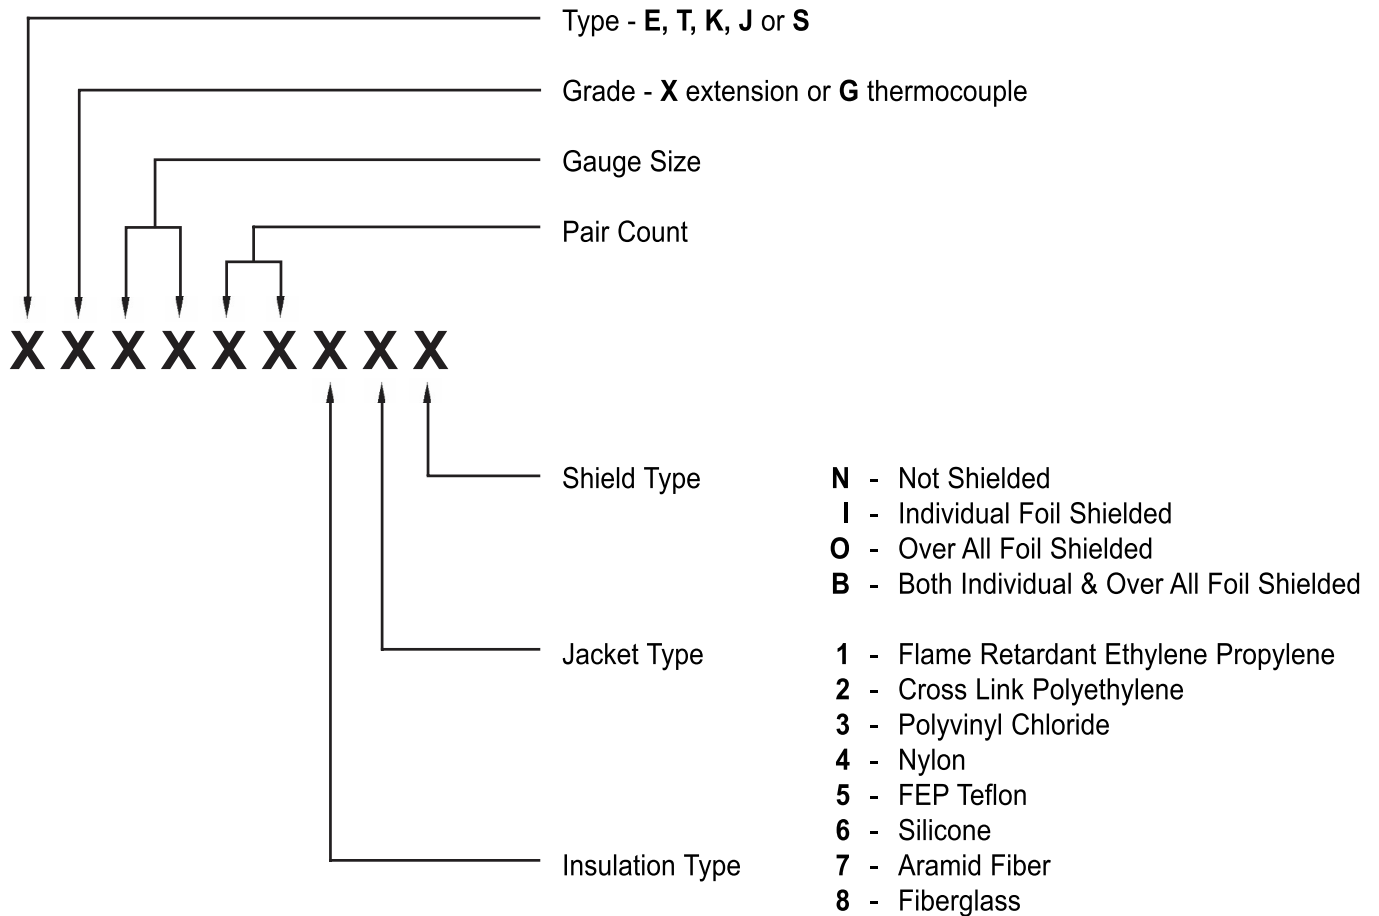 Type - E, T, K, J or S
Grade - X extension or G thermocouple
Gauge Size
Pair Count
X X X X X X X X X
Shield Type N - Not Shielded
I - Individual Foil Shielded
O - Over All Foil Shielded
B - Both Individual & Over All Foil Shielded
Jacket Type 1 - Flame Retardant Ethylene Propylene
2 - Cross Link Polyethylene
3 - Polyvinyl Chloride
4 - Nylon
5 - FEP Teflon
6 - Silicone
Insulation Type 7 - Aramid Fiber
8 - Fiberglass